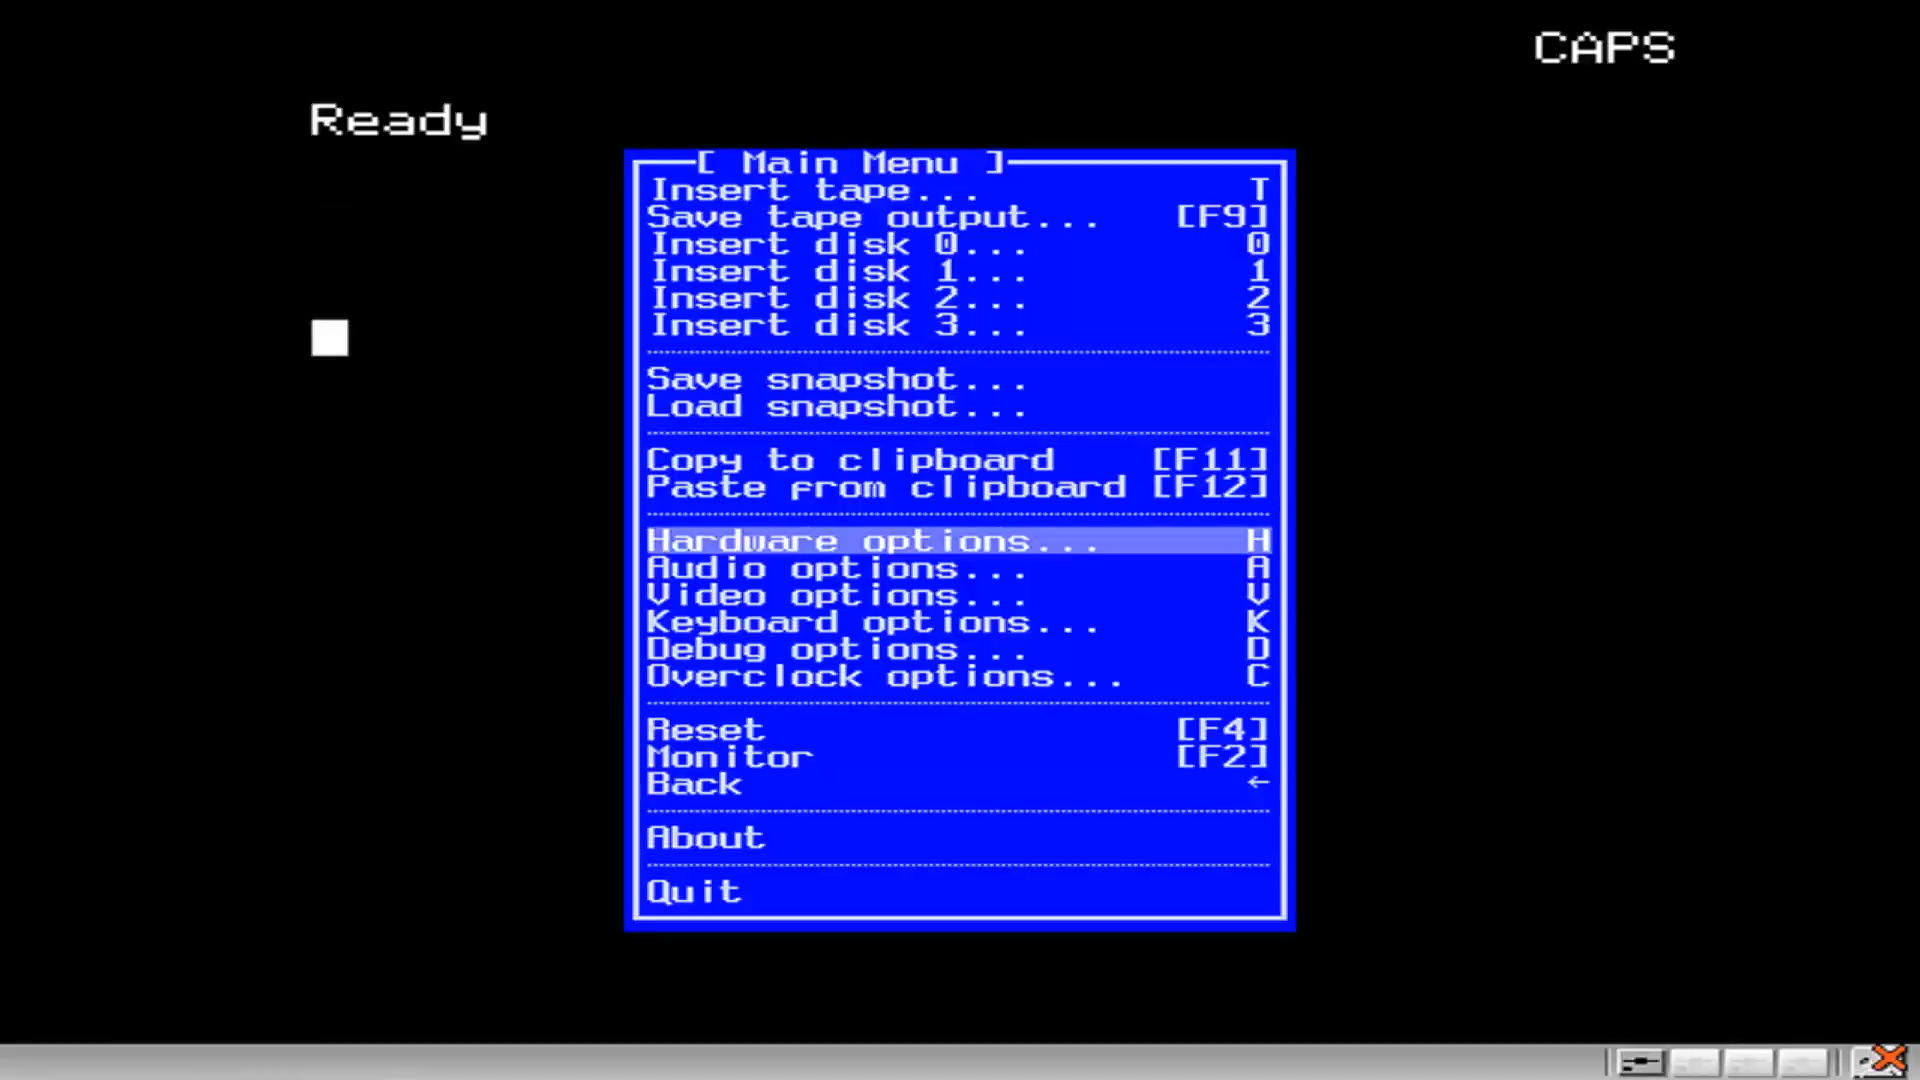 CAPS
Ready
[ Main Menu ]
Insert tape... T
Save tape output... [F9]
Insert disk 0... 0
Insert disk 1... 1
Insert disk 2... 2
Insert disk 3... 3
Save snapshot...
Load snapshot...
Copy to clipboard [F11]
Paste from clipboard [F12]
Hardware options... H
Audio options... A
Video options... V
Keyboard options... K
Debug options... D
Overclock options... C
Reset [F4]
Monitor [F2]
Back ←
About
Quit